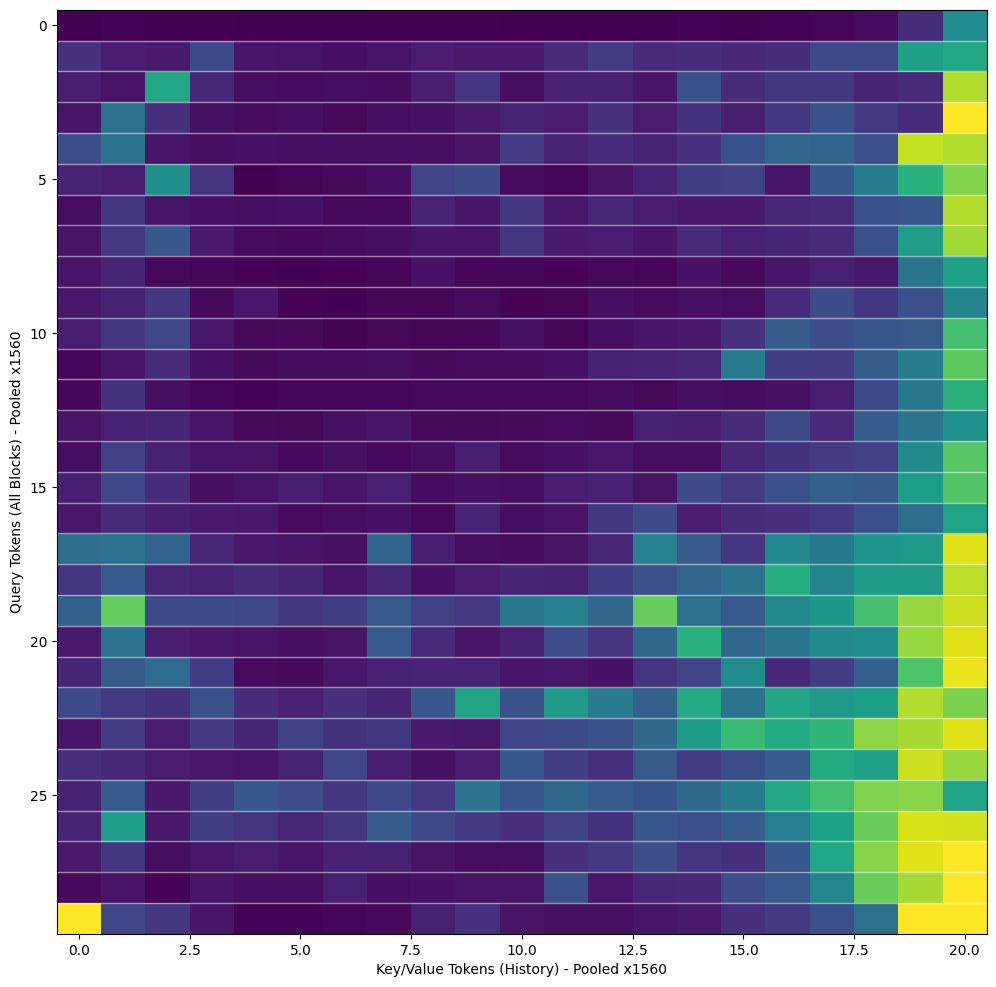 0
5
10
15
20
25
Query Tokens (All Blocks) - Pooled x1560
0.0 2.5 5.0 7.5 10.0 12.5 15.0 17.5 20.0
Key/Value Tokens (History) - Pooled x1560